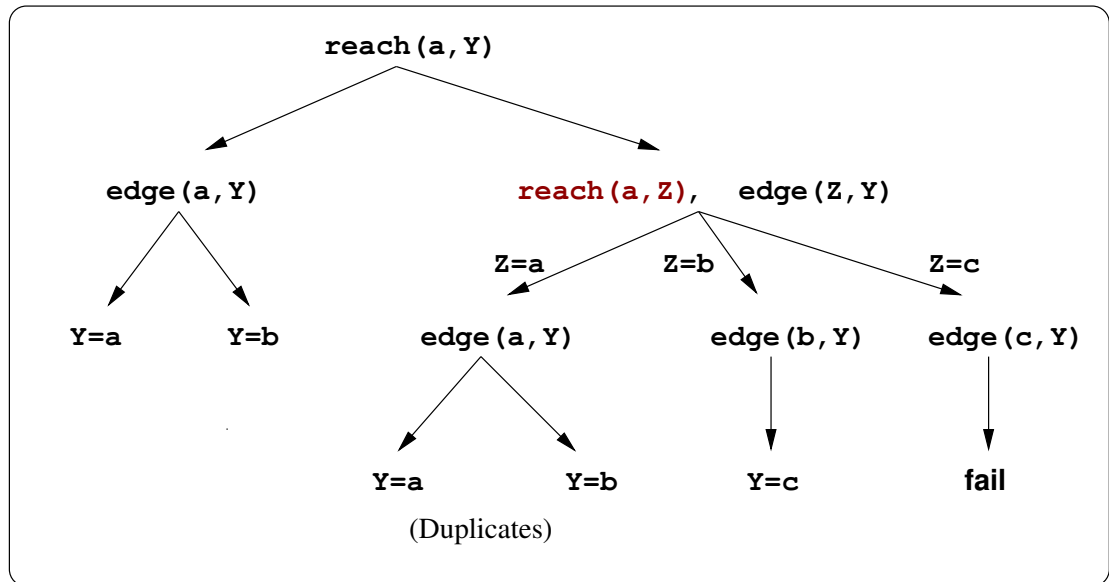 reach(a,Y)
edge(a,Y) reach(a,Z), edge(Z,Y)
Z=a Z=b Z=c
Y=a Y=b edge(a,Y) edge(b,Y) edge(c,Y)
Y=a Y=b Y=c fail
(Duplicates)